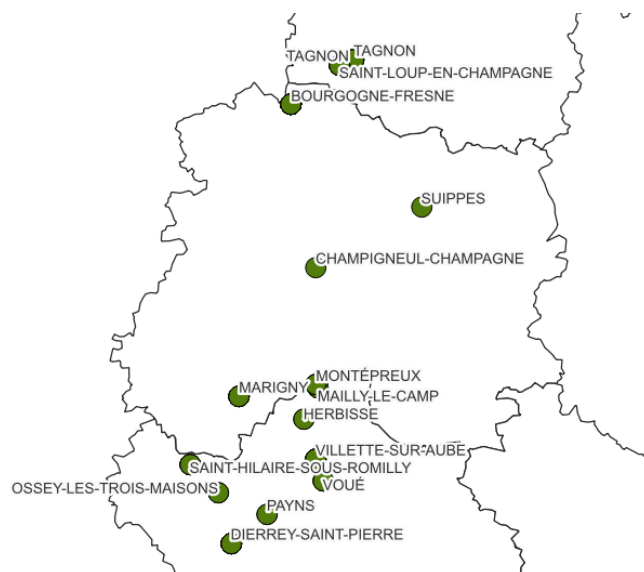 TAGNON
TAGNON
SAINT-LOUP-EN-CHAMPAGNE
BOURGOGNE-FRESNE
SUIPPES
CHAMPIGNEUL-CHAMPAGNE
MONTÉPREUX
MARIGNY
MAILLY-LE-CAMP
HERBISSE
VILLETTE-SUR-AUBE
SAINT-HILAIRE-SOUS-ROMILLY
OSSEY-LES-TROIS-MAISONS
VOUÉ
PAYNS
DIERREY-SAINT-PIERRE